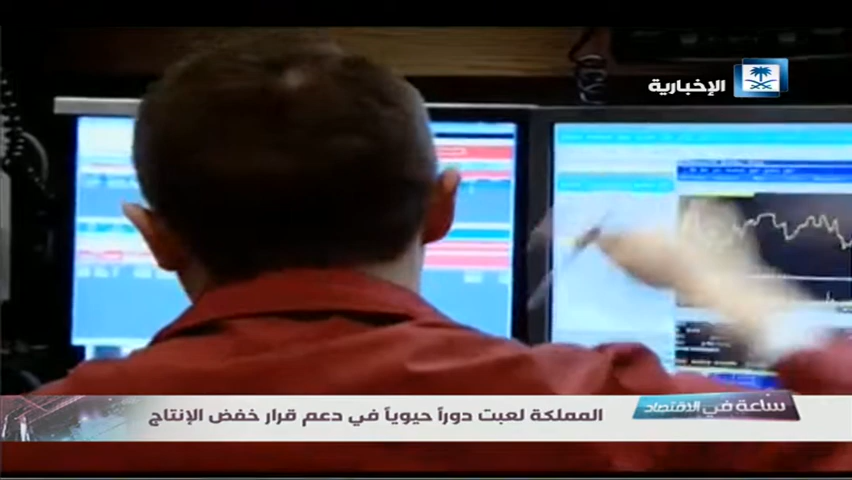 الإخبارية
ساعة في الاقتصاد
المملكة لعبت دوراً حيوياً في دعم قرار خفض الإنتاج